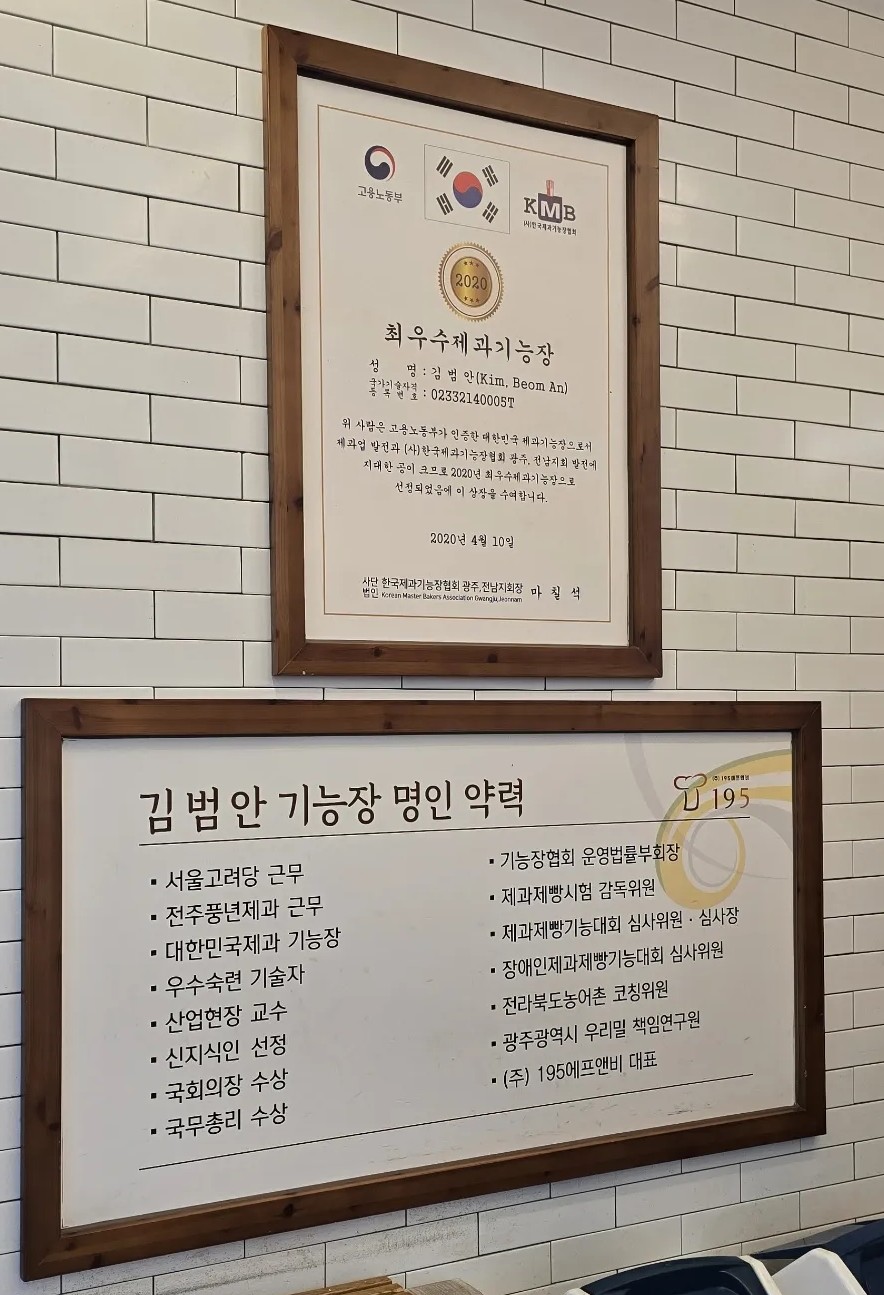 고용노동부
KMB
(사)한국제과기능장협회
2020
최우수제과기능장
성 명 : 김 범 안(Kim, Beom An)
국가기술자격
등 록 번 호 : 02332140005T
위 사람은 고용노동부가 인증한 대한민국 제과기능장으로서
제과업 발전과 (사)한국제과기능장협회 광주, 전남지회 발전에
지대한 공이 크므로 2020년 최우수제과기능장으로
선정되었음에 이 상장을 수여합니다.
2020년 4월 10일
사단 한국제과기능장협회 광주,전남지회장 마 칠 석
법인 Korean Master Bakers Association Gwangju,Jeonnam
김범안 기능장 명인 약력
(주) 195에프앤비
195
▪ 서울고려당 근무
▪ 전주풍년제과 근무
▪ 대한민국제과 기능장
▪ 우수숙련 기술자
▪ 산업현장 교수
▪ 신지식인 선정
▪ 국회의장 수상
▪ 국무총리 수상
▪ 기능장협회 운영법률부회장
▪ 제과제빵시험 감독위원
▪ 제과제빵기능대회 심사위원 · 심사장
▪ 장애인제과제빵기능대회 심사위원
▪ 전라북도농어촌 코칭위원
▪ 광주광역시 우리밀 책임연구원
▪ (주) 195에프앤비 대표